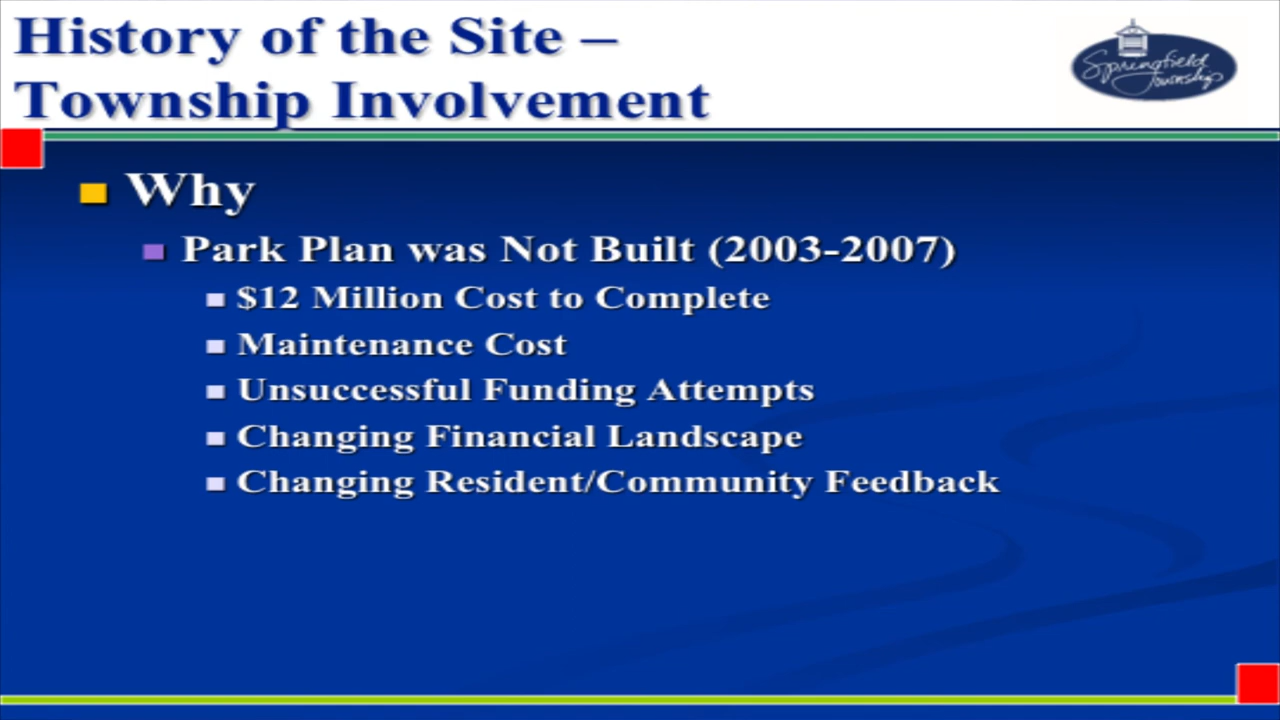 History of the Site –
Township Involvement
Springfield
Township
Why
Park Plan was Not Built (2003-2007)
$12 Million Cost to Complete
Maintenance Cost
Unsuccessful Funding Attempts
Changing Financial Landscape
Changing Resident/Community Feedback